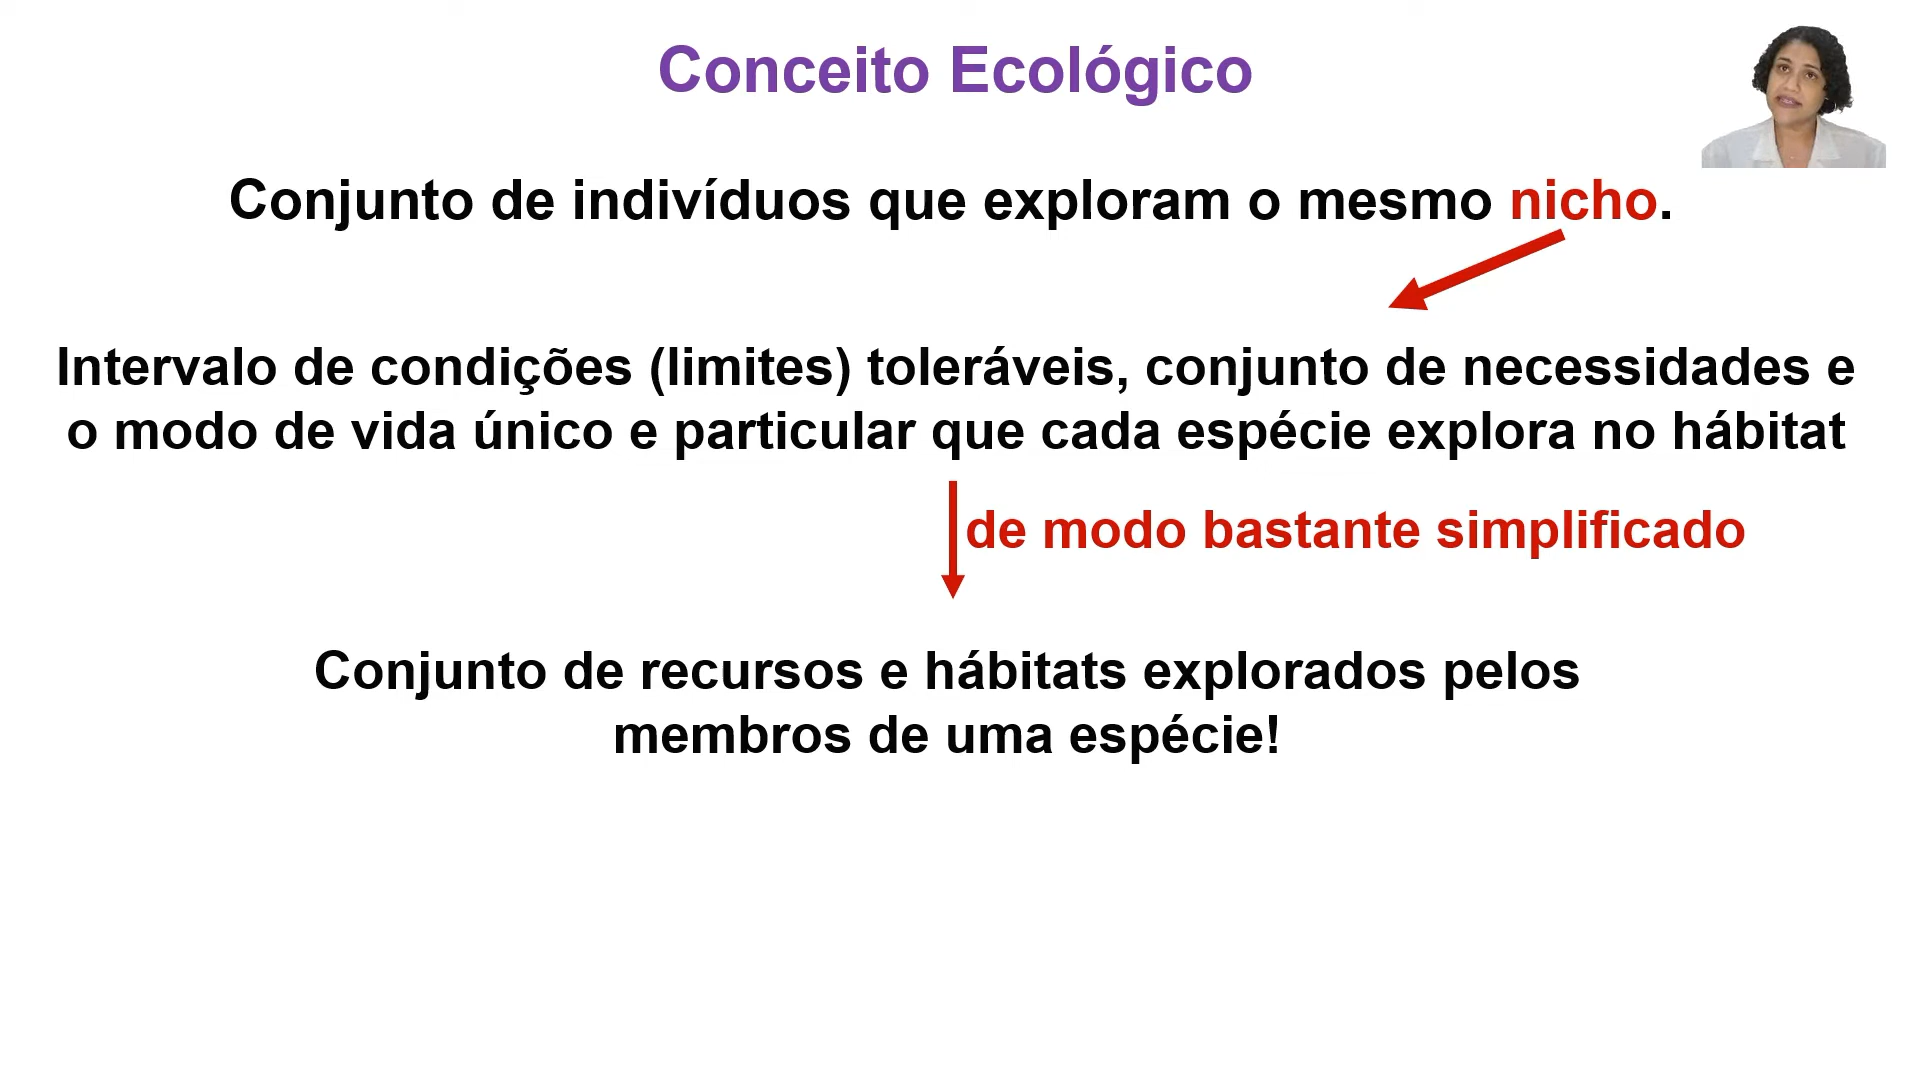 Conceito Ecológico
Conjunto de indivíduos que exploram o mesmo nicho.
Intervalo de condições (limites) toleráveis, conjunto de necessidades e
o modo de vida único e particular que cada espécie explora no hábitat
de modo bastante simplificado
Conjunto de recursos e hábitats explorados pelos
membros de uma espécie!